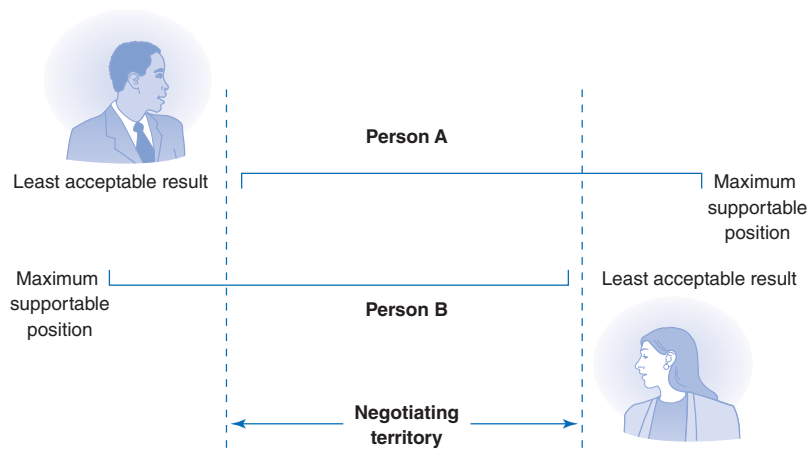 Person A
Least acceptable result
Maximum
supportable
position
Maximum
supportable
position
Person B
Least acceptable result
Negotiating
territory